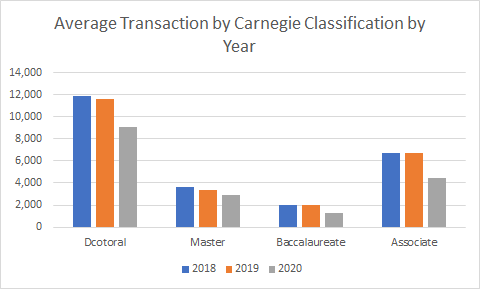 Average Transaction by Carnegie Classification by
Year
14,000
12,000
10,000
8,000
6,000
4,000
2,000
0
Dcotoral Master Baccalaureate Associate
2018 2019 2020